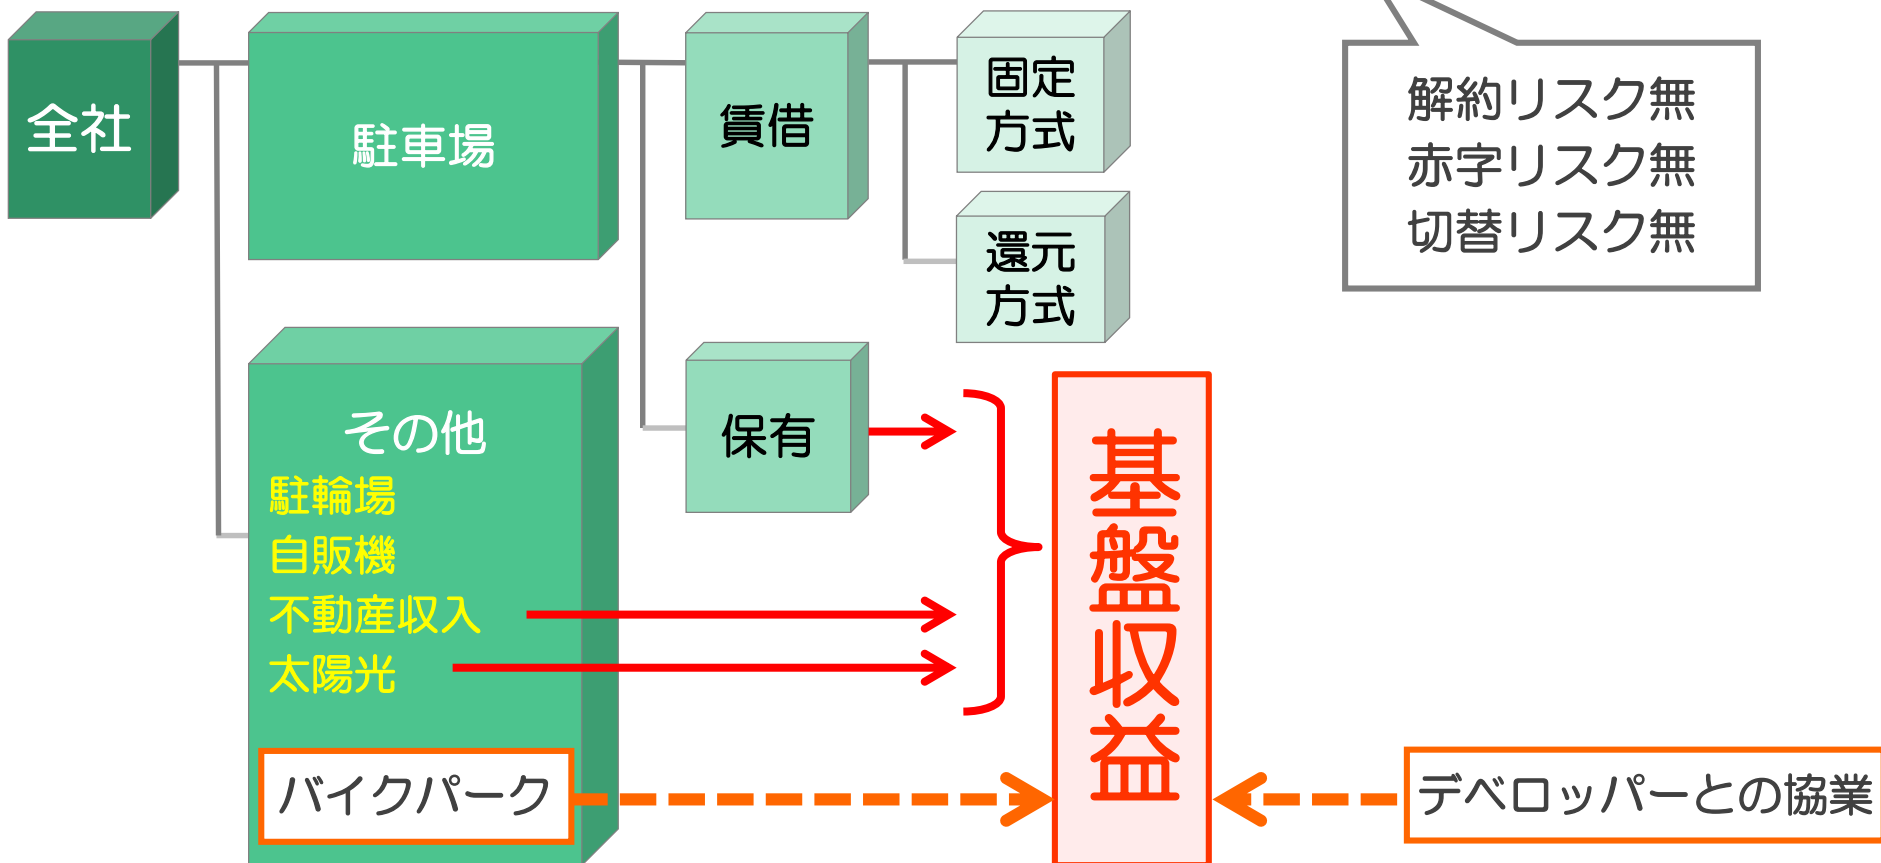 全社
駐車場
賃借
固定
方式
還元
方式
解約リスク無
赤字リスク無
切替リスク無
その他
駐輪場
自販機
不動産収入
太陽光
バイクパーク
保有
基盤収益
デベロッパーとの協業